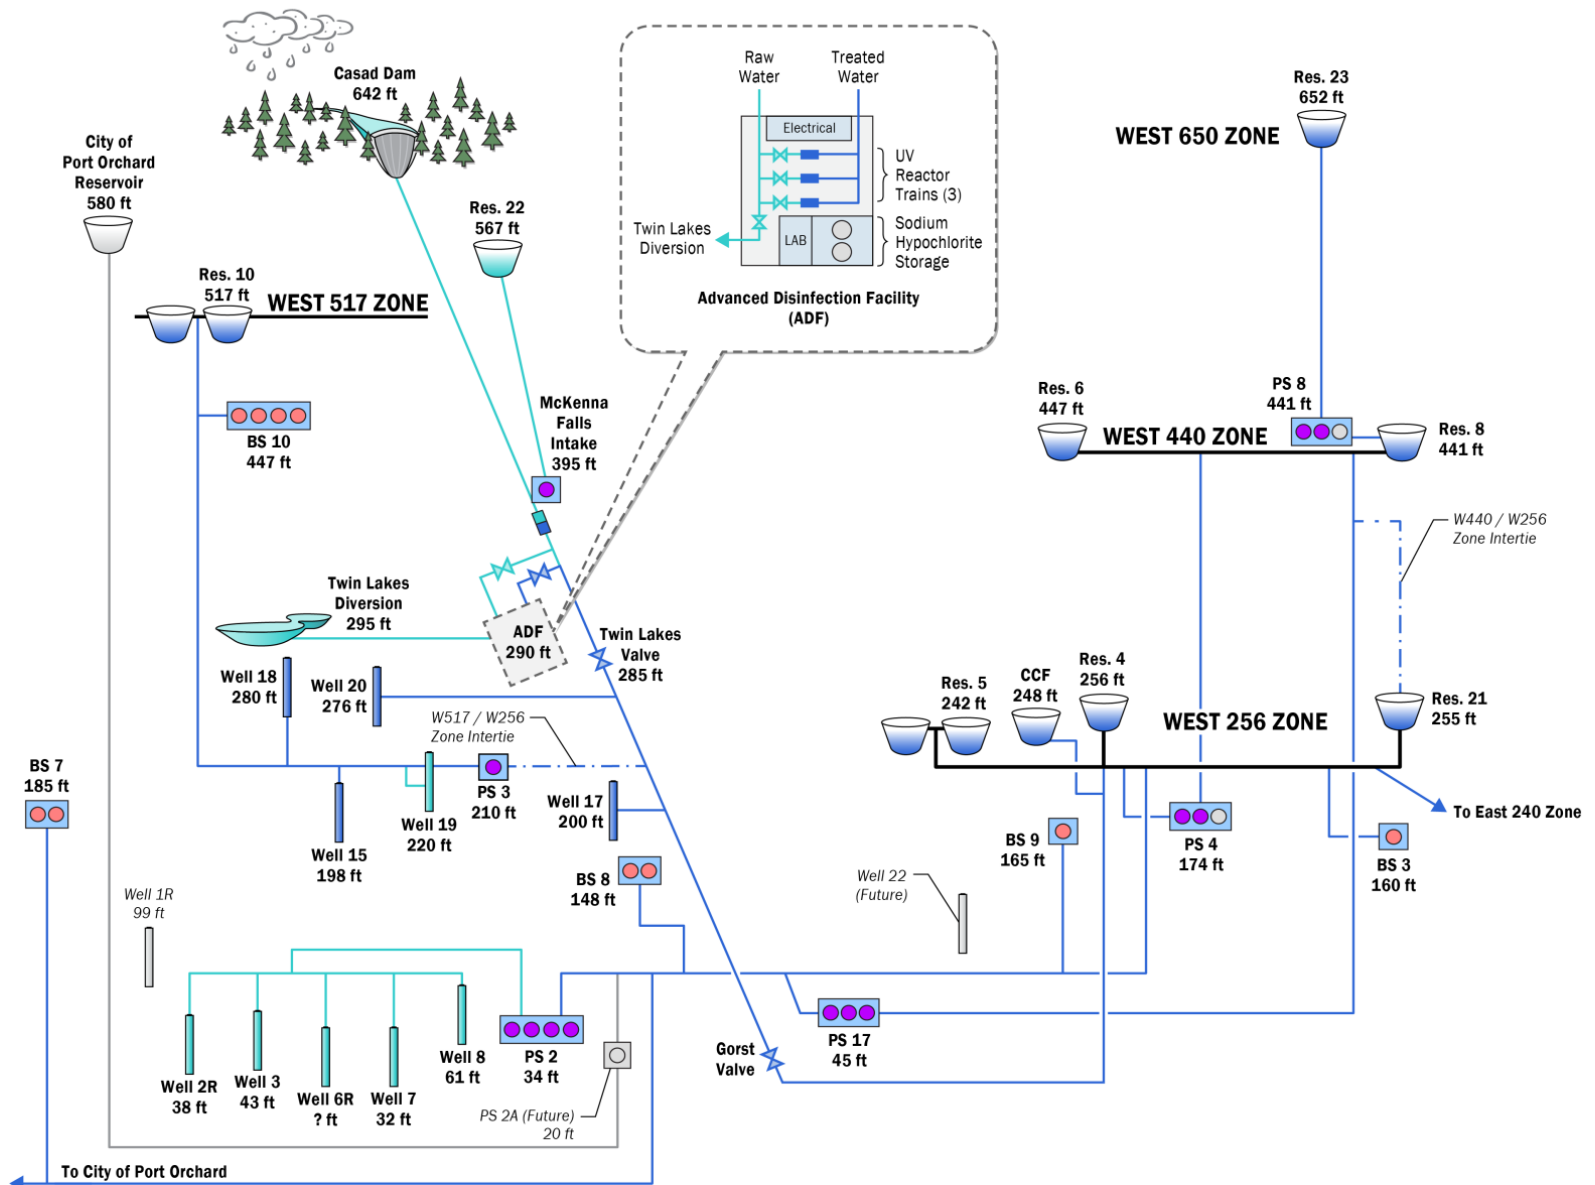 Casad Dam
642 ft
City of
Port Orchard
Reservoir
580 ft
Res. 22
567 ft
Res. 10
517 ft
WEST 517 ZONE
BS 10
447 ft
McKenna
Falls
Intake
395 ft
Raw
Water
Treated
Water
Electrical
UV
Reactor
Trains (3)
Twin Lakes
Diversion
LAB
Sodium
Hypochlorite
Storage
Advanced Disinfection Facility
(ADF)
Res. 23
652 ft
WEST 650 ZONE
PS 8
441 ft
Res. 6
447 ft
WEST 440 ZONE
Res. 8
441 ft
W440 / W256
Zone Intertie
Twin Lakes
Diversion
295 ft
ADF
290 ft
Twin Lakes
Valve
285 ft
Well 18
280 ft
Well 20
276 ft
W517 / W256
Zone Intertie
Res. 5
242 ft
CCF
248 ft
Res. 4
256 ft
WEST 256 ZONE
Res. 21
255 ft
BS 7
185 ft
Well 15
198 ft
Well 19
220 ft
PS 3
210 ft
Well 17
200 ft
BS 8
148 ft
BS 9
165 ft
PS 4
174 ft
BS 3
160 ft
To East 240 Zone
Well 1R
99 ft
Well 22
(Future)
Well 2R
38 ft
Well 3
43 ft
Well 6R
? ft
Well 7
32 ft
Well 8
61 ft
PS 2
34 ft
PS 2A (Future)
20 ft
Gorst
Valve
PS 17
45 ft
To City of Port Orchard